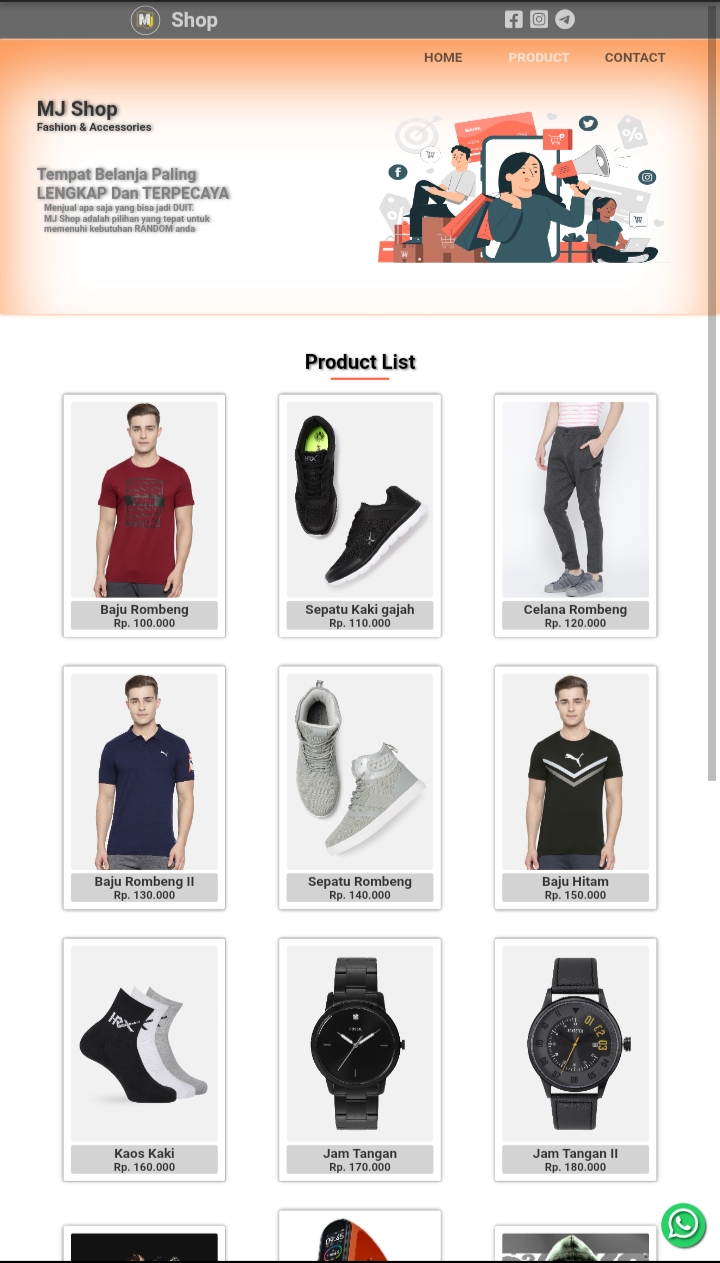 MJ Shop
HOME PRODUCT CONTACT
MJ Shop
Fashion & Accessories
Tempat Belanja Paling
LENGKAP Dan TERPECAYA
Menjual apa saja yang bisa jadi DUIT.
MJ Shop adalah pilihan yang tepat untuk
memenuhi kebutuhan RANDOM anda
Product List
Baju Rombeng
Rp. 100.000
Sepatu Kaki gajah
Rp. 110.000
Celana Rombeng
Rp. 120.000
Baju Rombeng II
Rp. 130.000
Sepatu Rombeng
Rp. 140.000
Baju Hitam
Rp. 150.000
HRX
Kaos Kaki
Rp. 160.000
FOSSIL
Jam Tangan
Rp. 170.000
Jam Tangan II
Rp. 180.000
09:45